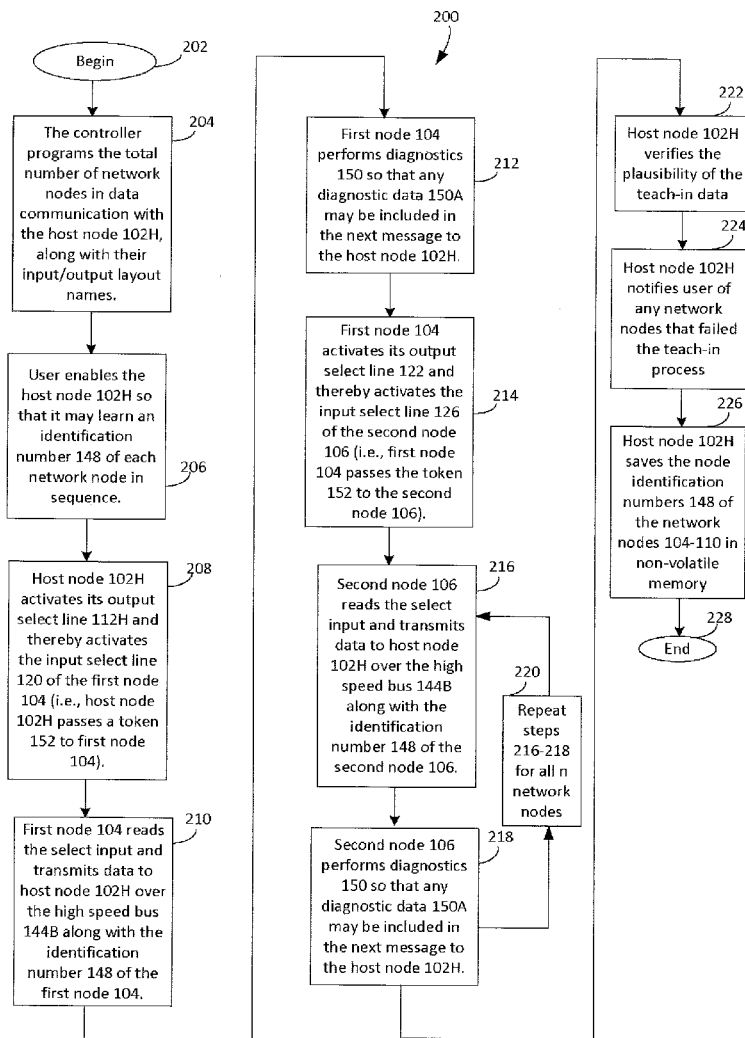 200
Begin
202
204
The controller
programs the total
number of network
nodes in data
communication with
the host node 102H,
along with their
input/output layout
names.
User enables the
host node 102H so
that it may learn an
identification
number 148 of each
network node in
sequence.
206
208
Host node 102H
activates its output
select line 112H and
thereby activates
the input select line
120 of the first node
104 (i.e., host node
102H passes a token
152 to first node
104).
210
First node 104 reads
the select input and
transmits data to
host node 102H over
the high speed bus
144B along with the
identification
number 148 of the
first node 104.
First node 104
performs diagnostics
150 so that any
diagnostic data 150A
may be included in
the next message to
the host node 102H.
212
First node 104
activates its output
select line 122 and
thereby activates the
input select line 126
of the second node
106 (i.e., first node
104 passes the token
152 to the second
node 106).
214
Second node 106
reads the select
input and transmits
data to host node
102H over the high
speed bus 144B
along with the
identification
number 148 of the
second node 106.
216
Second node 106
performs diagnostics
150 so that any
diagnostic data 150A
may be included in
the next message to
the host node 102H.
218
220
Repeat
steps
216-218
for all n
network
nodes
222
Host node 102H
verifies the
plausibility of the
teach-in data
224
Host node 102H
notifies user of
any network
nodes that failed
the teach-in
process
226
Host node 102H
saves the node
identification
numbers 148 of
the network
nodes 104-110 in
non-volatile
memory
228
End